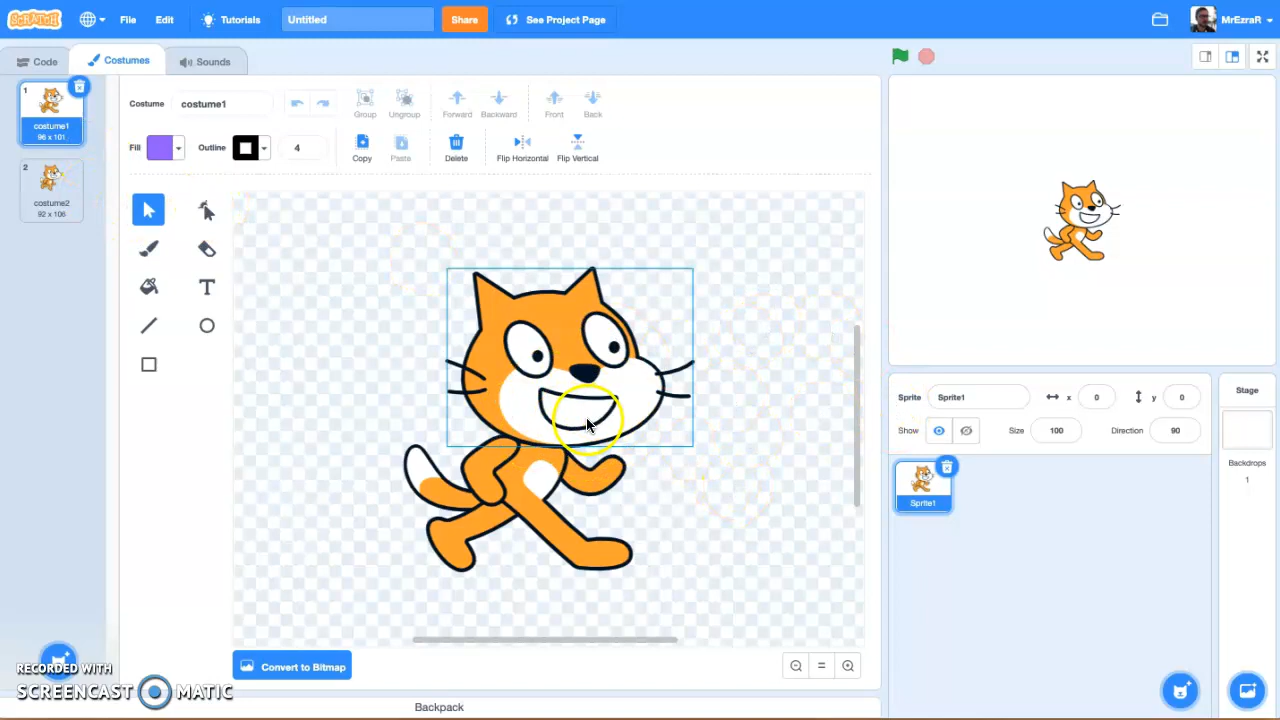 SCRATCH File Edit Tutorials Untitled Share See Project Page MrEzraR
Code Costumes Sounds
1
costume1
96 x 101
2
costume2
92 x 106
Costume costume1 Group Ungroup Forward Backward Front Back
Fill Outline 4 Copy Paste Delete Flip Horizontal Flip Vertical
T
Convert to Bitmap
Backpack
Sprite Sprite1 x 0 y 0
Show Size 100 Direction 90
Sprite1
Stage
Backdrops
1
RECORDED WITH
SCREENCAST MATIC